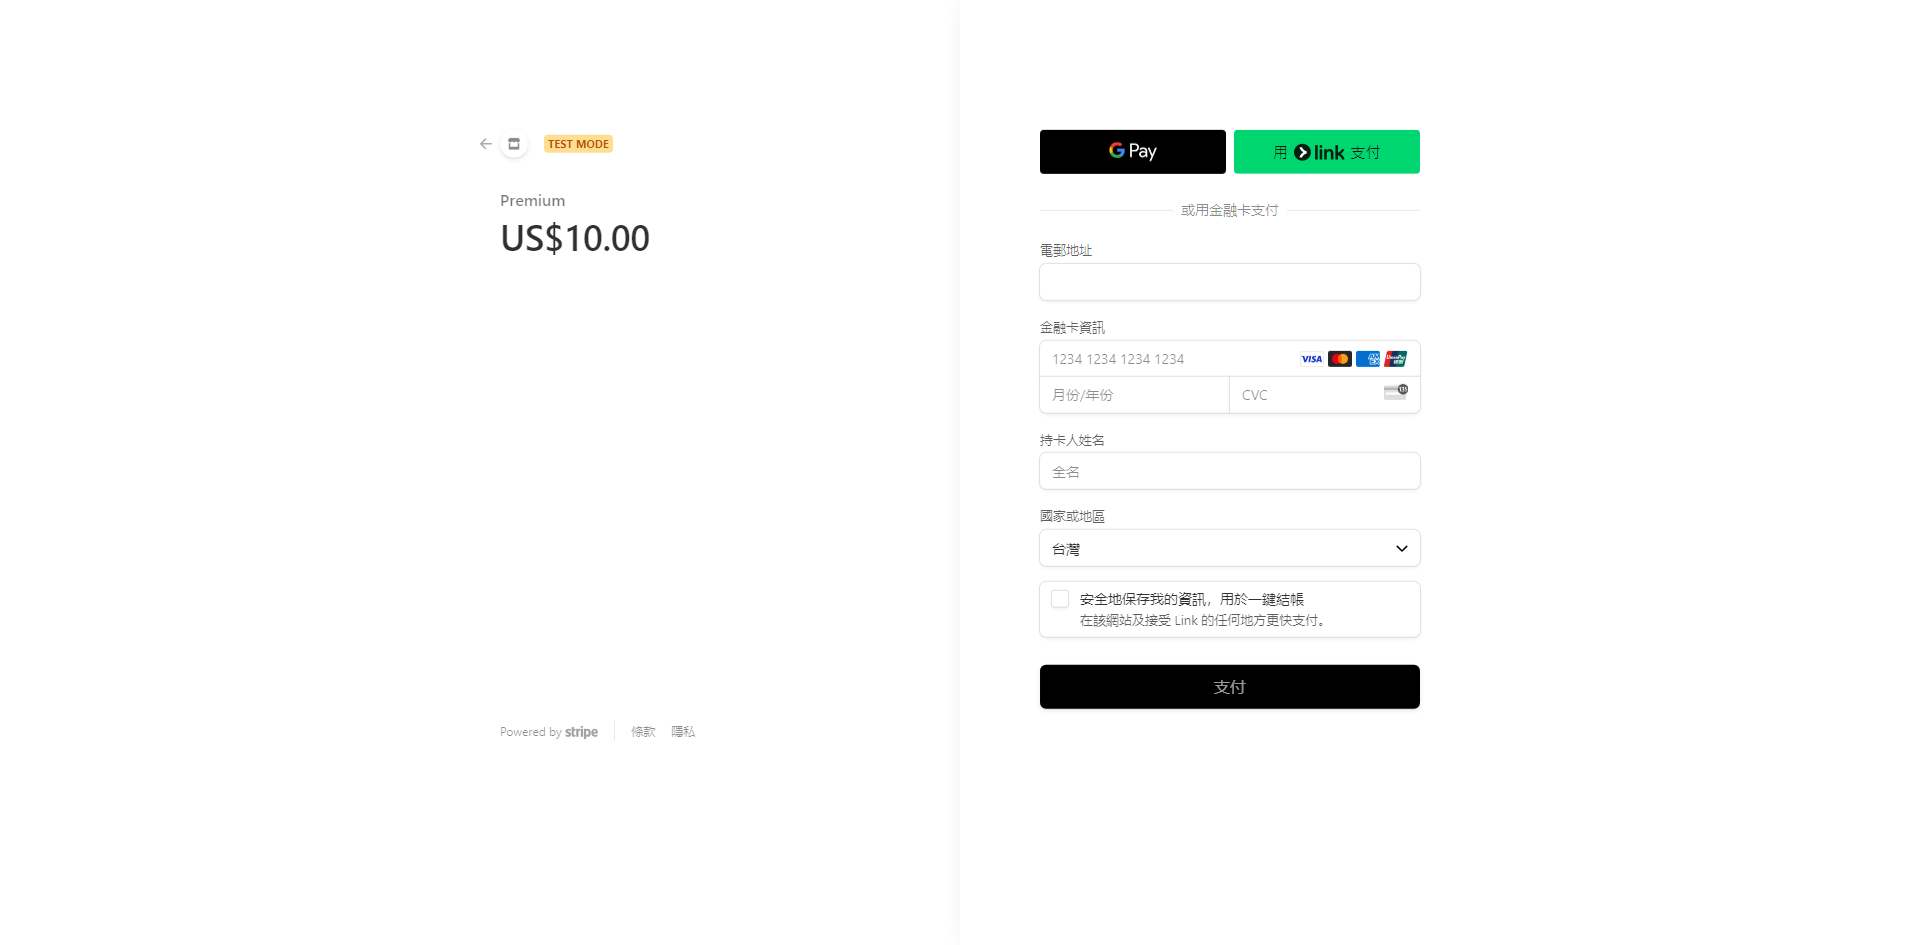 TEST MODE
Premium
US$10.00
Powered by stripe
條款 隱私
G Pay
用 link 支付
或用金融卡支付
電郵地址
金融卡資訊
1234 1234 1234 1234
VISA
月份/年份
CVC
135
持卡人姓名
全名
國家或地區
台灣
安全地保存我的資訊，用於一鍵結帳
在該網站及接受 Link 的任何地方更快支付。
支付